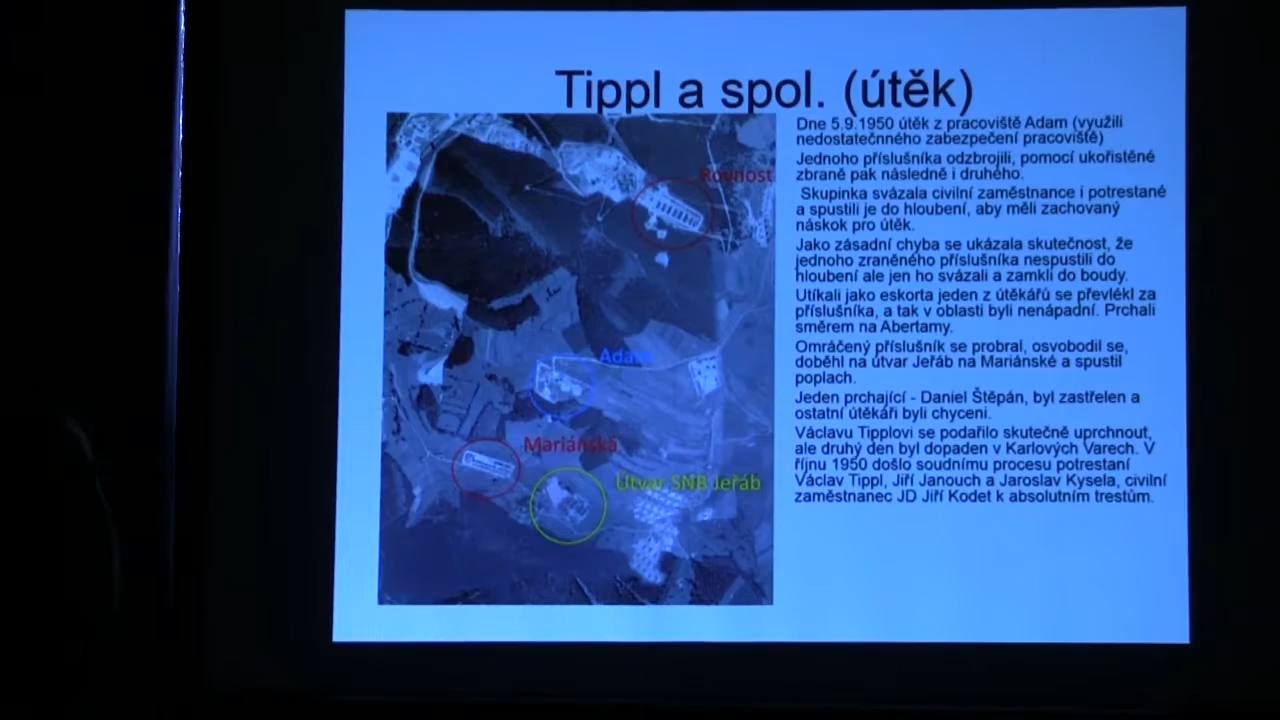 Tippl a spol. (útěk)
Dne 5.9.1950 útěk z pracoviště Adam (využili
nedostatečnného zabezpečení pracoviště)
Jednoho příslušníka odzbrojili, pomocí ukořistěné
zbraně pak následně i druhého.
Skupinka svázala civilní zaměstnance i potrestané
a spustili je do hloubení, aby měli zachovaný
náskok pro útěk.
Jako zásadní chyba se ukázala skutečnost, že
jednoho zraněného příslušníka nespustili do
hloubení ale jen ho svázali a zamkli do boudy.
Utíkali jako eskorta jeden z útěkářů se převlékl za
příslušníka, a tak v oblasti byli nenápadní. Prchali
směrem na Abertamy.
Omráčený příslušník se probral, osvobodil se,
doběhl na útvar Jeřáb na Mariánské a spustil
poplach.
Jeden prchající - Daniel Štěpán, byl zastřelen a
ostatní útěkáři byli chyceni.
Václavu Tipplovi se podařilo skutečně uprchnout,
ale druhý den byl dopaden v Karlových Varech. V
říjnu 1950 došlo soudnímu procesu potrestaní
Václav Tippl, Jiří Janouch a Jaroslav Kysela, civilní
zaměstnanec JD Jiří Kodet k absolutním trestům.
Rovnost
Adam
Mariánská
Útvar SNB Jeřáb